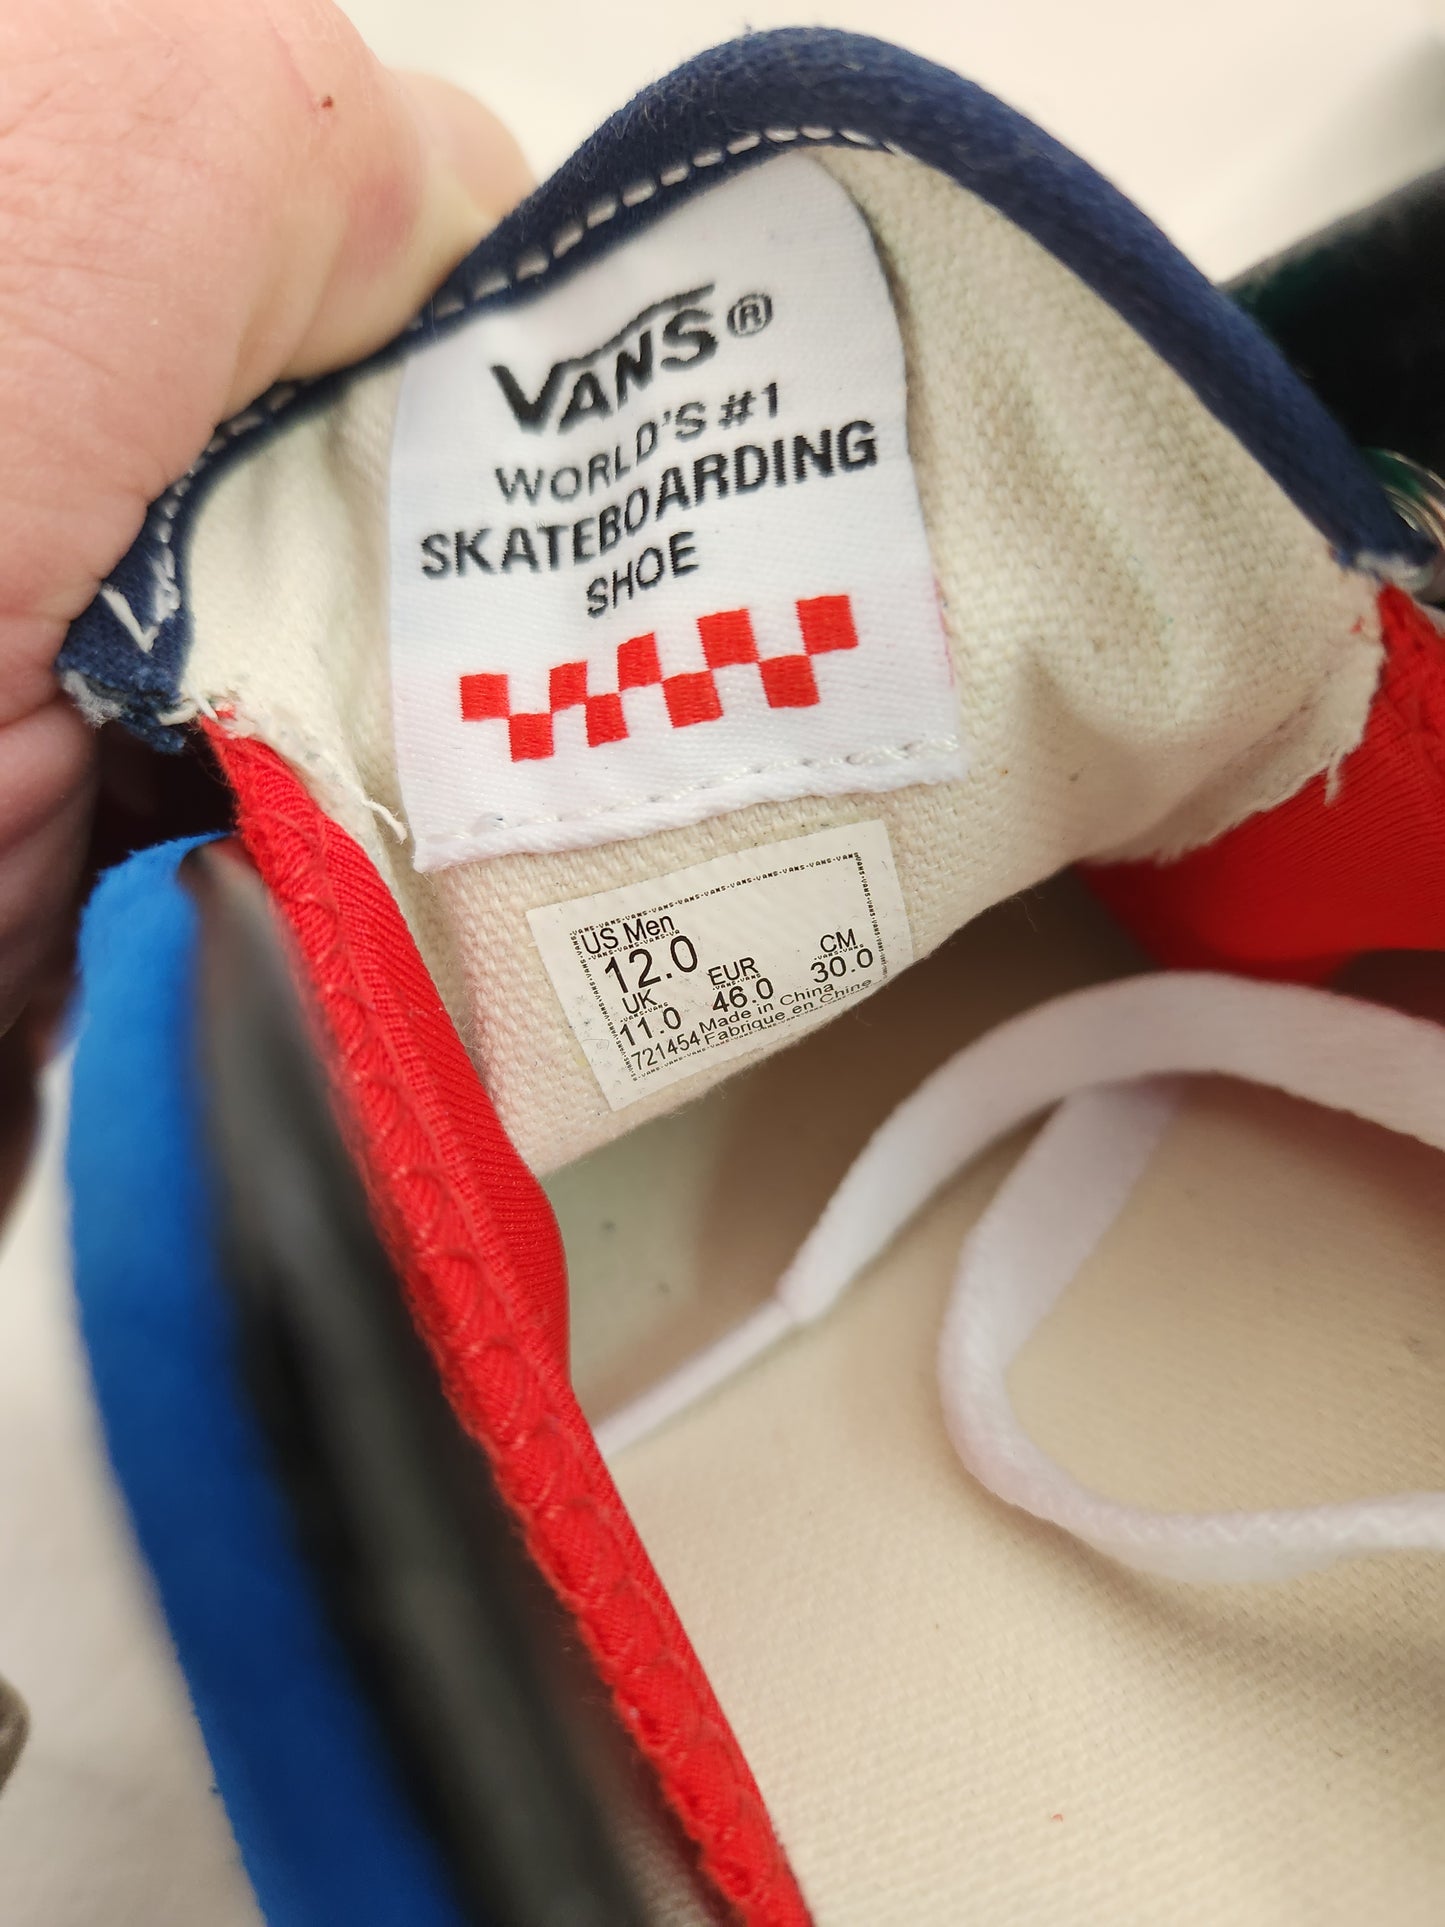 VANS®
WORLD'S #1
SKATEBOARDING
SHOE
US Men
12.0
UK
11.0
EUR
46.0
CM
30.0
721454
Made in China
Fabrique en Chine